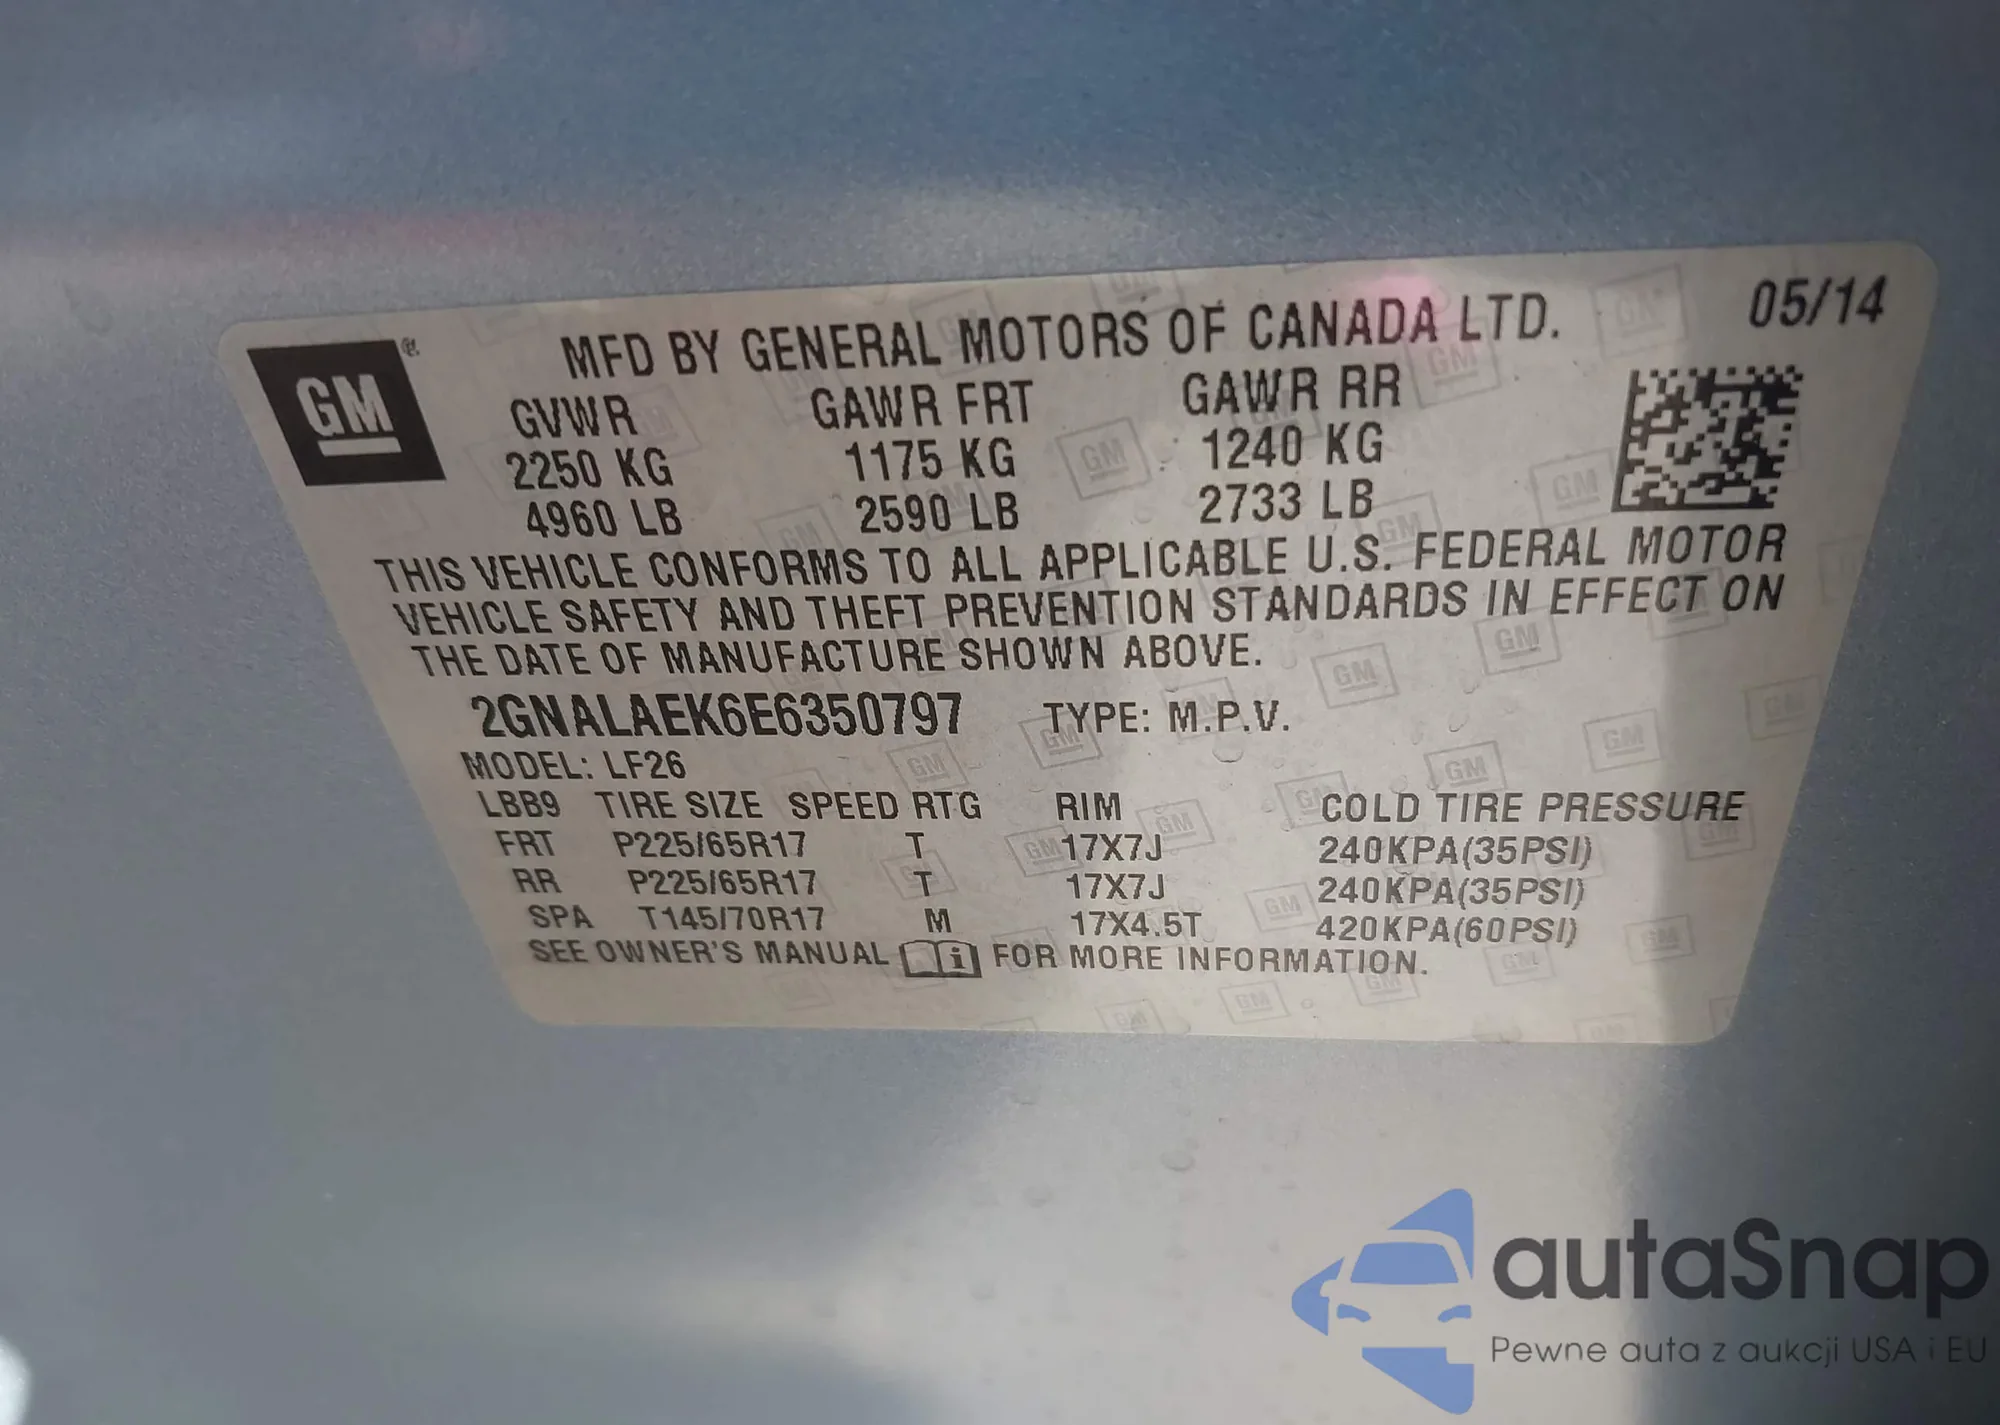 GM
MFD BY GENERAL MOTORS OF CANADA LTD.
05/14
GVWR GAWR FRT GAWR RR
2250 KG 1175 KG 1240 KG
4960 LB 2590 LB 2733 LB
THIS VEHICLE CONFORMS TO ALL APPLICABLE U.S. FEDERAL MOTOR
VEHICLE SAFETY AND THEFT PREVENTION STANDARDS IN EFFECT ON
THE DATE OF MANUFACTURE SHOWN ABOVE.
2GNALAEK6E6350797 TYPE: M.P.V.
MODEL: LF26
LBB9 TIRE SIZE SPEED RTG RIM COLD TIRE PRESSURE
FRT P225/65R17 T 17X7J 240KPA(35PSI)
RR P225/65R17 T 17X7J 240KPA(35PSI)
SPA T145/70R17 M 17X4.5T 420KPA(60PSI)
SEE OWNER'S MANUAL i FOR MORE INFORMATION.
autaSnap
Pewne auta z aukcji USA i EU